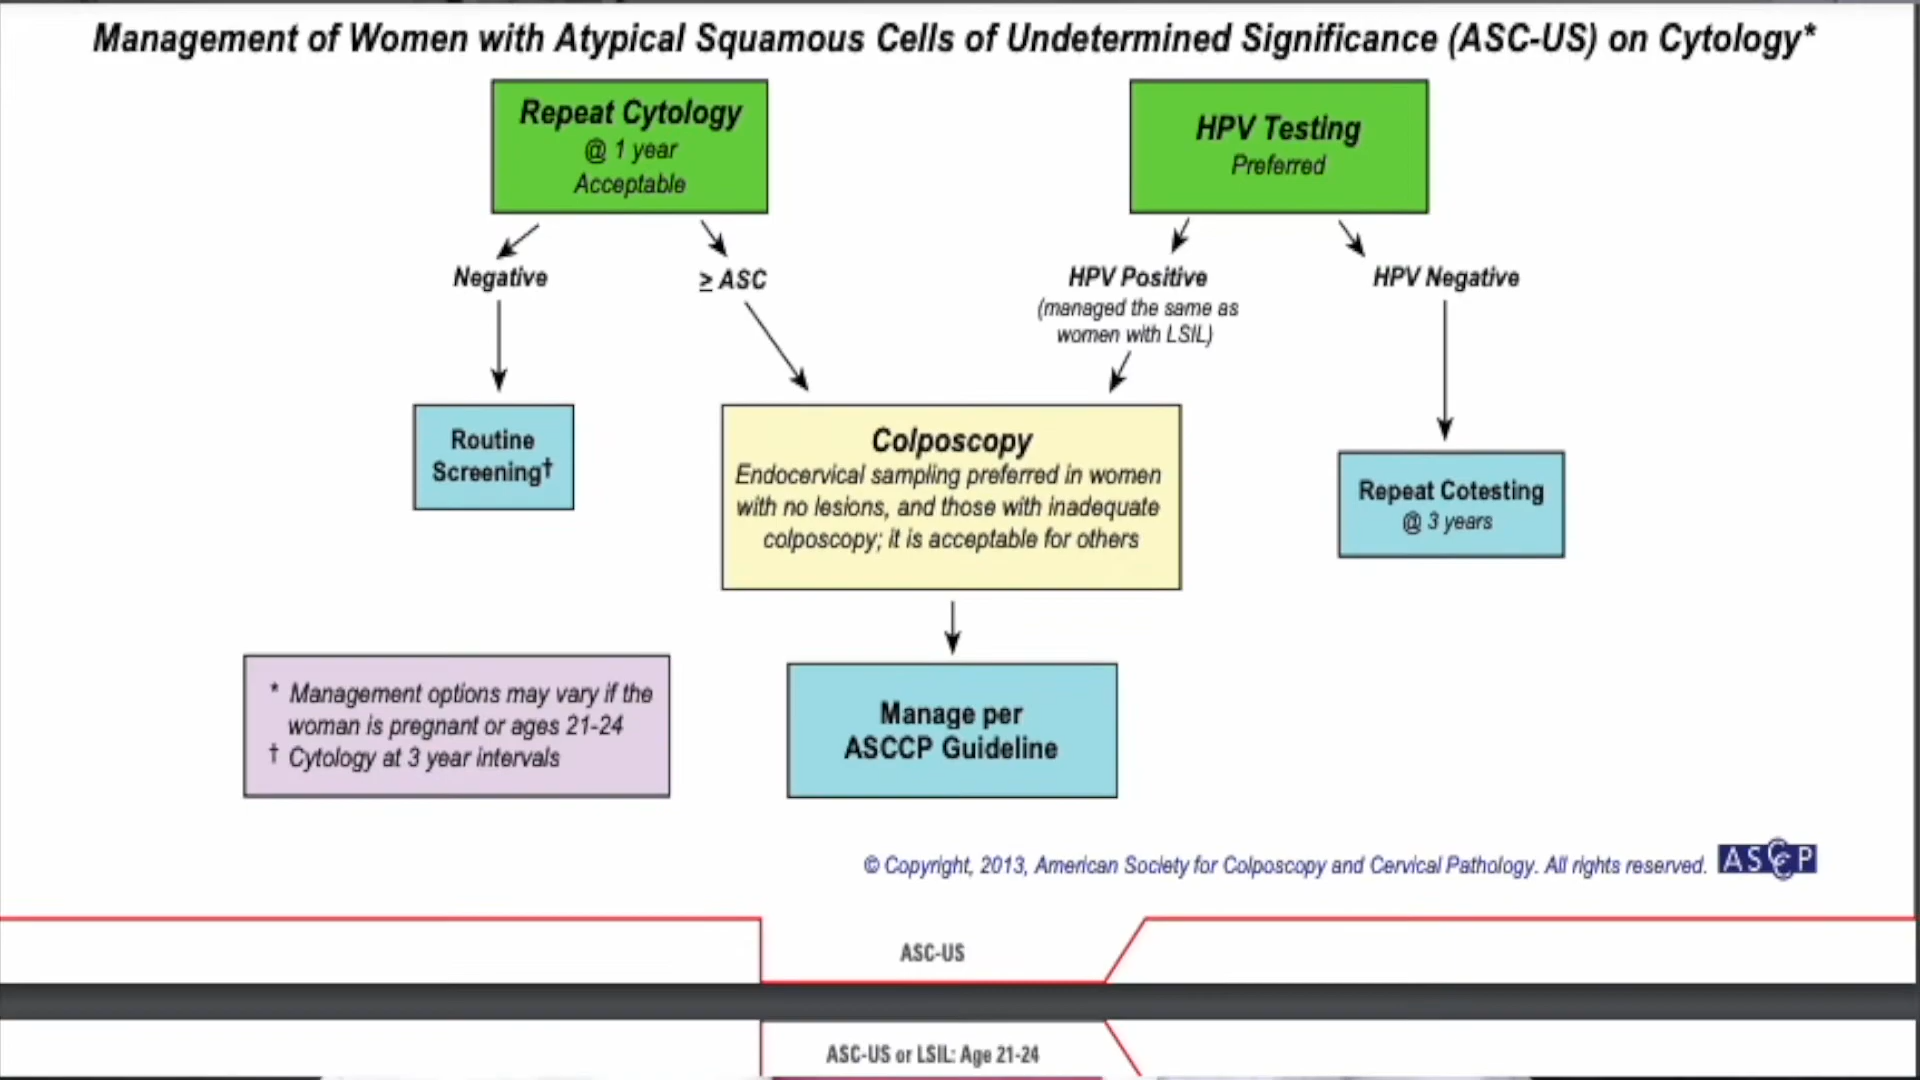 Management of Women with Atypical Squamous Cells of Undetermined Significance (ASC-US) on Cytology*
Repeat Cytology
@ 1 year
Acceptable
HPV Testing
Preferred
Negative
≥ ASC
HPV Positive
(managed the same as
women with LSIL)
HPV Negative
Routine
Screening†
Colposcopy
Endocervical sampling preferred in women
with no lesions, and those with inadequate
colposcopy; it is acceptable for others
Repeat Cotesting
@ 3 years
* Management options may vary if the
woman is pregnant or ages 21-24
† Cytology at 3 year intervals
Manage per
ASCCP Guideline
© Copyright, 2013, American Society for Colposcopy and Cervical Pathology. All rights reserved.
ASCCP
ASC-US
ASC-US or LSIL: Age 21-24